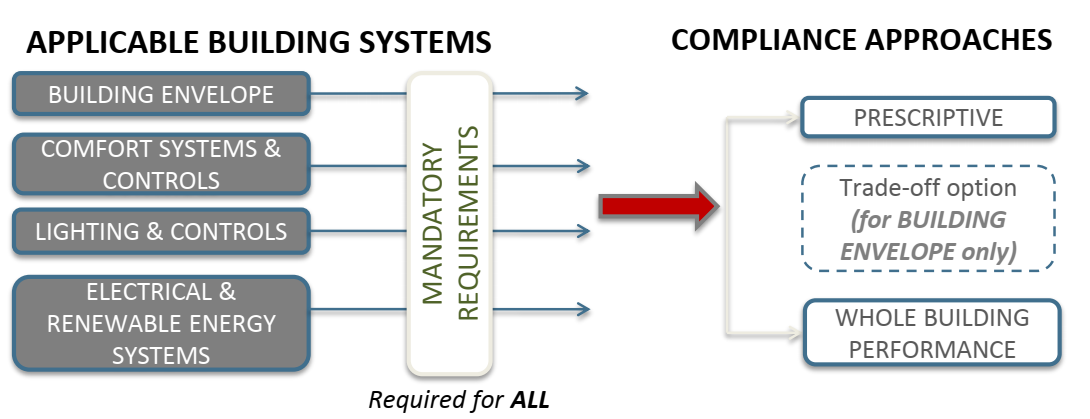 APPLICABLE BUILDING SYSTEMS
BUILDING ENVELOPE
COMFORT SYSTEMS &
CONTROLS
LIGHTING & CONTROLS
ELECTRICAL &
RENEWABLE ENERGY
SYSTEMS
MANDATORY
REQUIREMENTS
Required for ALL
COMPLIANCE APPROACHES
PRESCRIPTIVE
Trade-off option
(for BUILDING
ENVELOPE only)
WHOLE BUILDING
PERFORMANCE